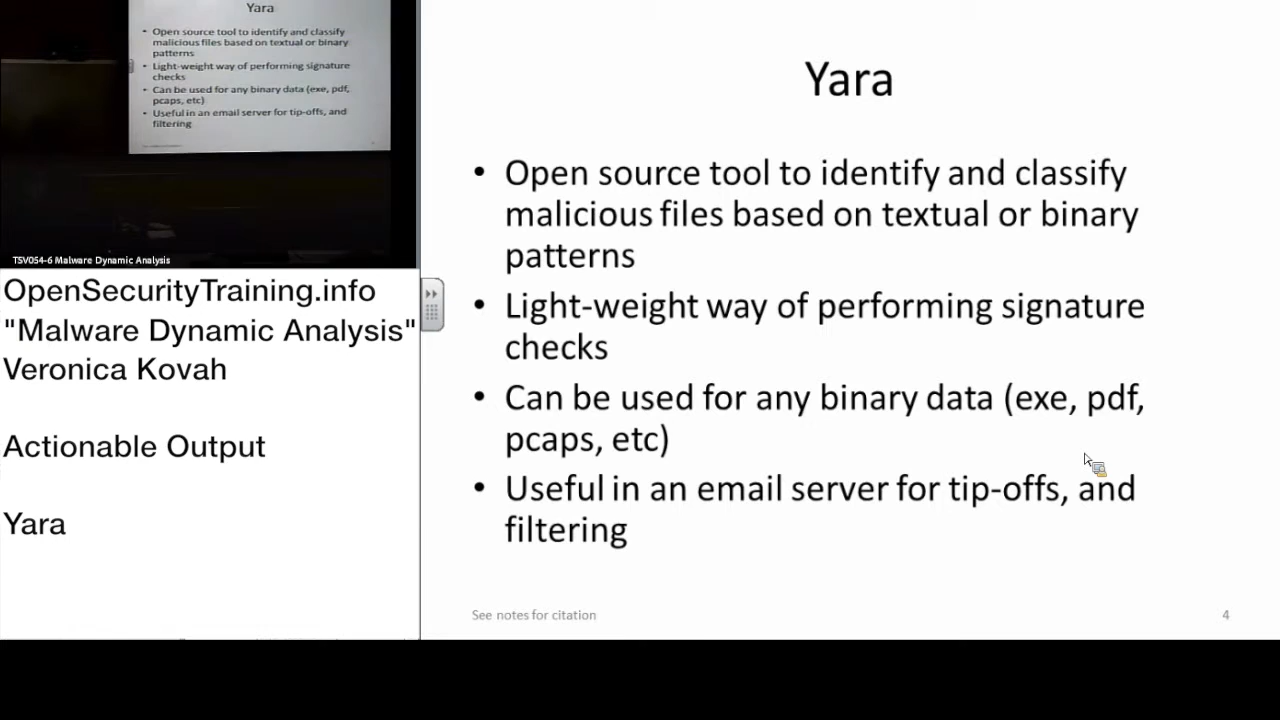 Yara
• Open source tool to identify and classify
malicious files based on textual or binary
patterns
• Light-weight way of performing signature
checks
• Can be used for any binary data (exe, pdf,
pcaps, etc)
• Useful in an email server for tip-offs, and
filtering
TSV054-6 Malware Dynamic Analysis
OpenSecurityTraining.info
"Malware Dynamic Analysis"
Veronica Kovah
Actionable Output
Yara
Yara
• Open source tool to identify and classify
malicious files based on textual or binary
patterns
• Light-weight way of performing signature
checks
• Can be used for any binary data (exe, pdf,
pcaps, etc)
• Useful in an email server for tip-offs, and
filtering
See notes for citation
4